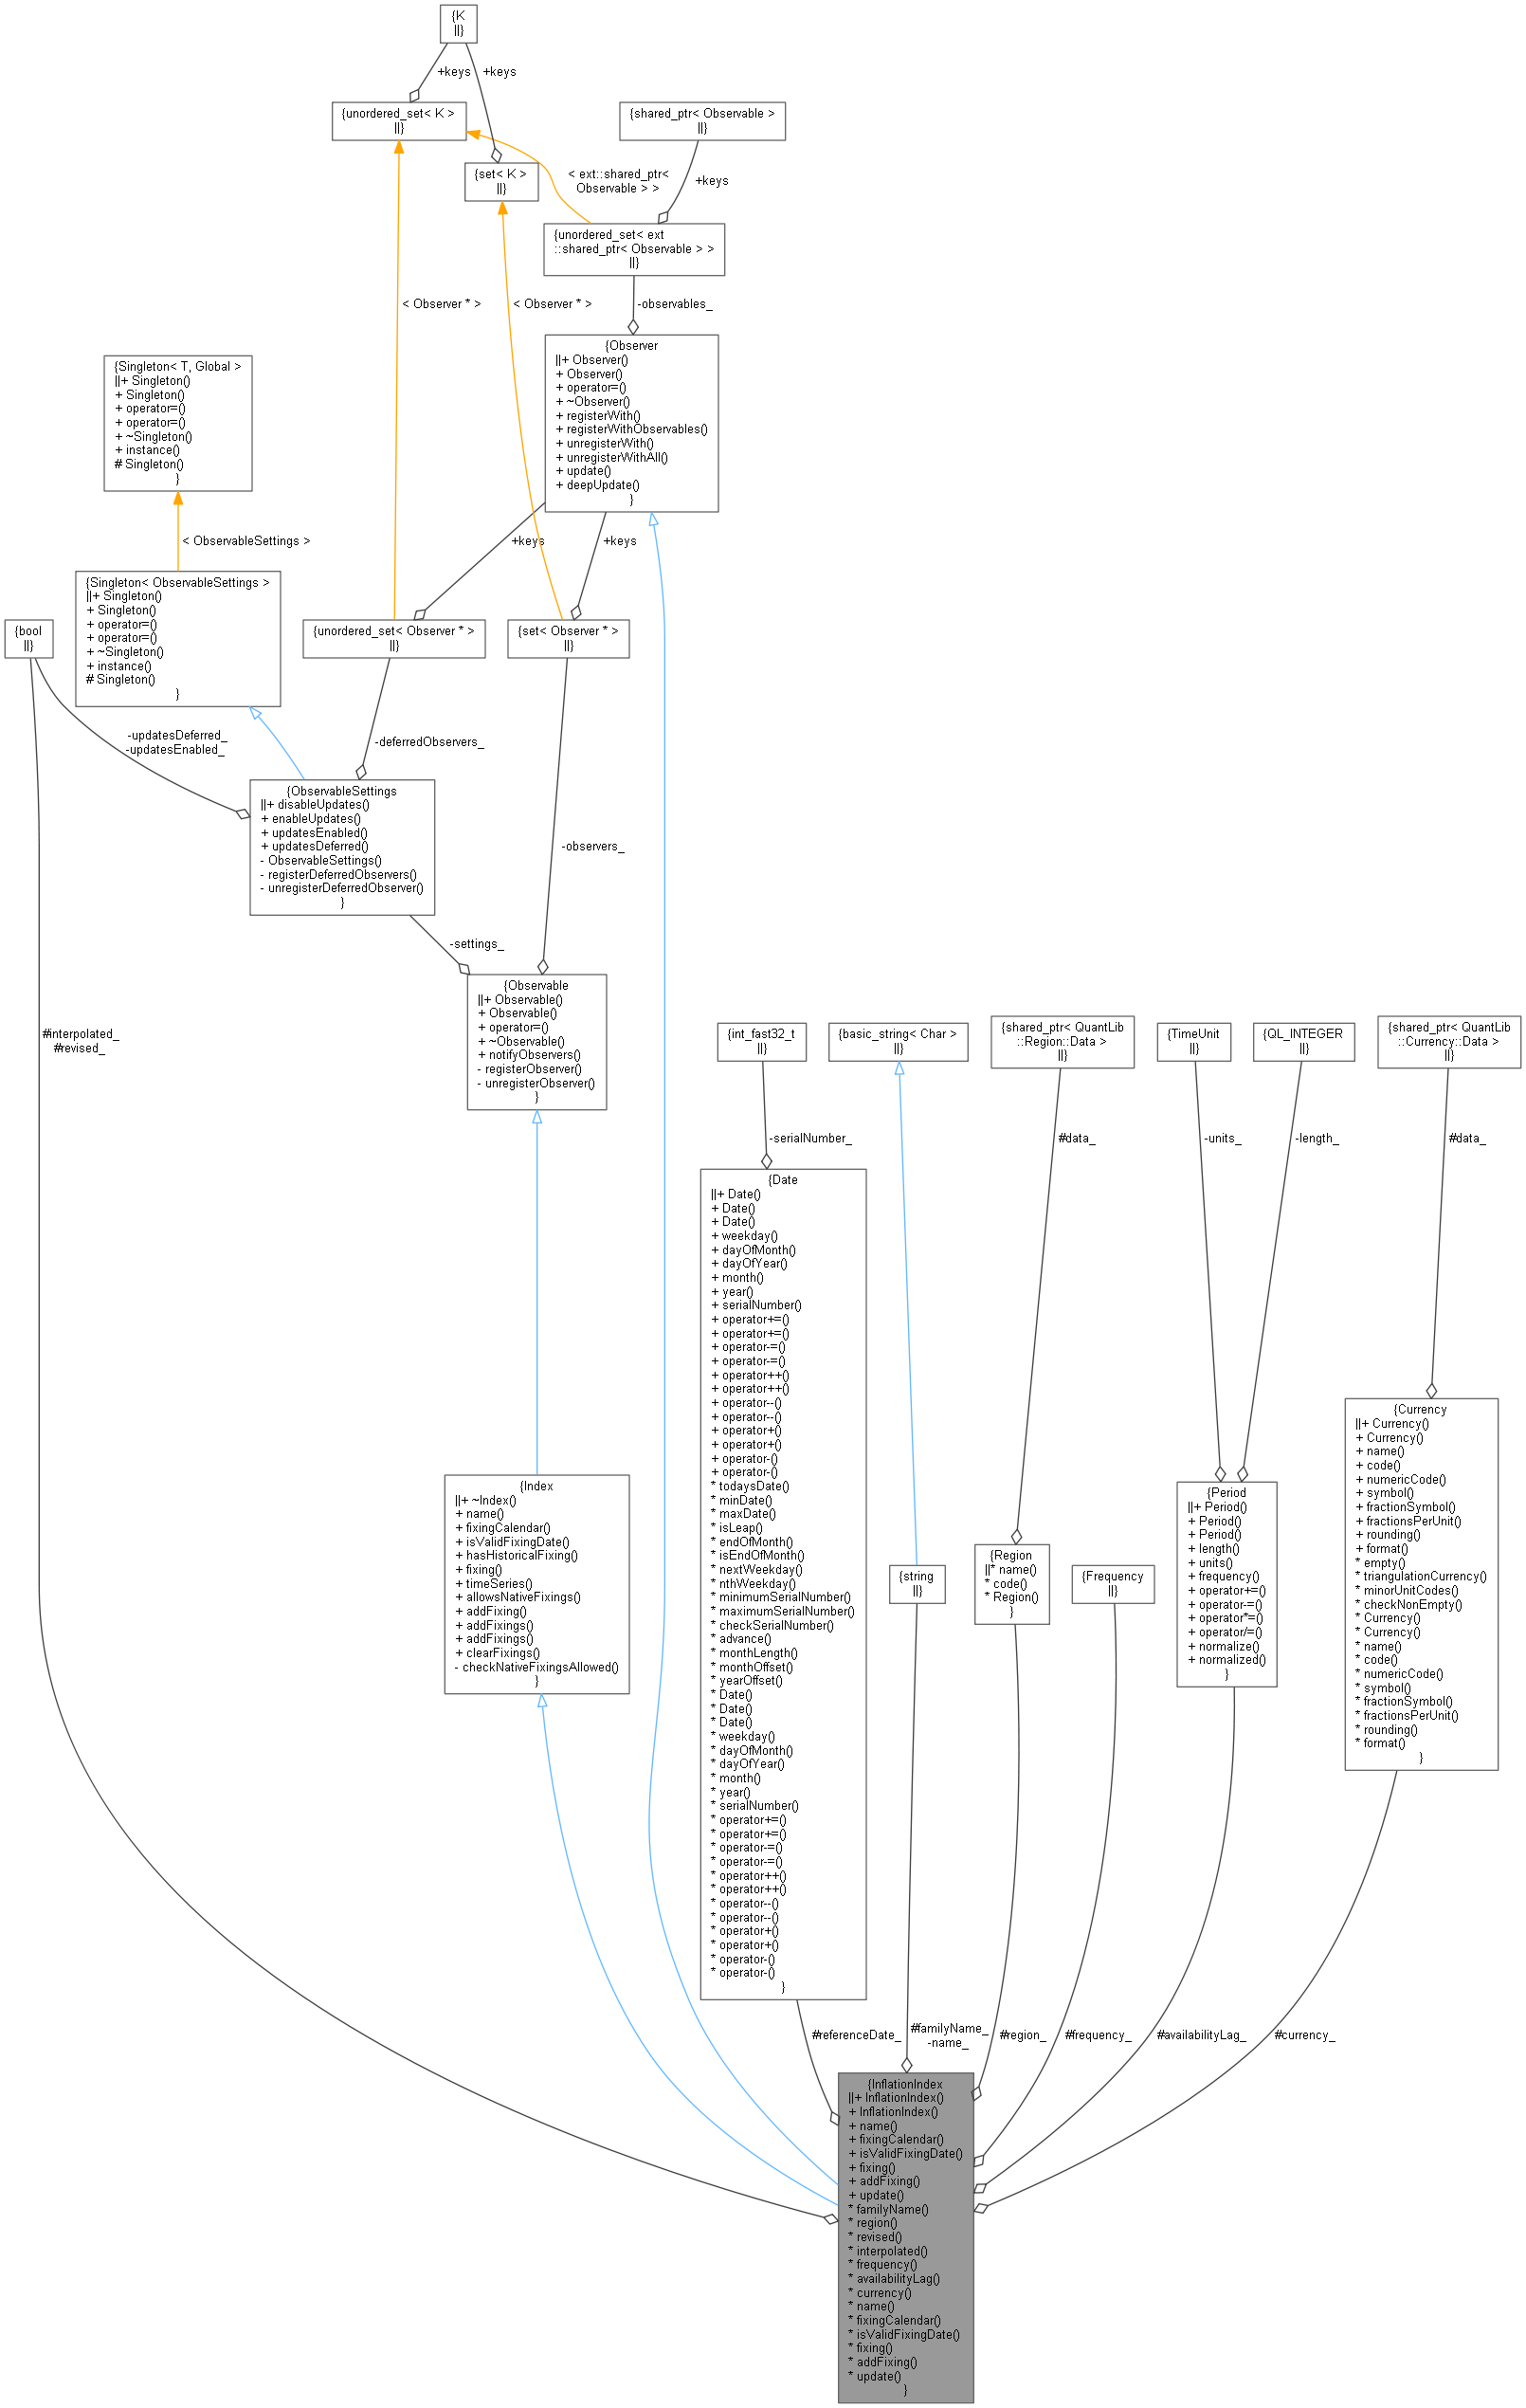 {K
||}
+keys
+keys
{unordered_set< K >
||}
{shared_ptr< Observable >
||}
{set< K >
||}
< ext::shared_ptr<
Observable > >
+keys
{unordered_set< ext
::shared_ptr< Observable > >
||}
< Observer * >
< Observer * >
-observables_
{Observer
||+ Observer()
+ Observer()
+ operator=()
+ ~Observer()
+ registerWith()
+ registerWithObservables()
+ unregisterWith()
+ unregisterWithAll()
+ update()
+ deepUpdate()
}
{Singleton< T, Global >
||+ Singleton()
+ Singleton()
+ operator=()
+ operator=()
+ ~Singleton()
+ instance()
# Singleton()
}
< ObservableSettings >
+keys
+keys
{Singleton< ObservableSettings >
||+ Singleton()
+ Singleton()
+ operator=()
+ operator=()
+ ~Singleton()
+ instance()
# Singleton()
}
{bool
||}
{unordered_set< Observer * >
||}
{set< Observer * >
||}
-updatesDeferred_
-updatesEnabled_
-deferredObservers_
{ObservableSettings
||+ disableUpdates()
+ enableUpdates()
+ updatesEnabled()
+ updatesDeferred()
- ObservableSettings()
- registerDeferredObservers()
- unregisterDeferredObserver()
}
-observers_
-settings_
{Observable
||+ Observable()
+ Observable()
+ operator=()
+ ~Observable()
+ notifyObservers()
- registerObserver()
- unregisterObserver()
}
#interpolated_
#revised_
{int_fast32_t
||}
{basic_string< Char >
||}
{shared_ptr< QuantLib
::Region::Data >
||}
{TimeUnit
||}
{QL_INTEGER
||}
{shared_ptr< QuantLib
::Currency::Data >
||}
-serialNumber_
#data_
-units_
-length_
#data_
{Date
||+ Date()
+ Date()
+ Date()
+ weekday()
+ dayOfMonth()
+ dayOfYear()
+ month()
+ year()
+ serialNumber()
+ operator+=()
+ operator+=()
+ operator-=()
+ operator-=()
+ operator++()
+ operator++()
+ operator--()
+ operator--()
+ operator+()
+ operator+()
+ operator-()
+ operator-()
* todaysDate()
* minDate()
* maxDate()
* isLeap()
* endOfMonth()
* isEndOfMonth()
* nextWeekday()
* nthWeekday()
* minimumSerialNumber()
* maximumSerialNumber()
* checkSerialNumber()
* advance()
* monthLength()
* monthOffset()
* yearOffset()
* Date()
* Date()
* Date()
* weekday()
* dayOfMonth()
* dayOfYear()
* month()
* year()
* serialNumber()
* operator+=()
* operator+=()
* operator-=()
* operator-=()
* operator++()
* operator++()
* operator--()
* operator--()
* operator+()
* operator+()
* operator-()
* operator-()
}
{Currency
||+ Currency()
+ Currency()
+ name()
+ code()
+ numericCode()
+ symbol()
+ fractionSymbol()
+ fractionsPerUnit()
+ rounding()
+ format()
* empty()
* triangulationCurrency()
* minorUnitCodes()
* checkNonEmpty()
* Currency()
* Currency()
* name()
* code()
* numericCode()
* symbol()
* fractionSymbol()
* fractionsPerUnit()
* rounding()
* format()
}
{Index
||+ ~Index()
+ name()
+ fixingCalendar()
+ isValidFixingDate()
+ hasHistoricalFixing()
+ fixing()
+ timeSeries()
+ allowsNativeFixings()
+ addFixing()
+ addFixings()
+ addFixings()
+ clearFixings()
- checkNativeFixingsAllowed()
}
{Period
||+ Period()
+ Period()
+ Period()
+ length()
+ units()
+ frequency()
+ operator+=()
+ operator-=()
+ operator*=()
+ operator/=()
+ normalize()
+ normalized()
}
{string
||}
{Region
||* name()
* code()
* Region()
}
{Frequency
||}
#referenceDate_
#familyName_
-name_
#region_
#frequency_
#availabilityLag_
#currency_
{InflationIndex
||+ InflationIndex()
+ InflationIndex()
+ name()
+ fixingCalendar()
+ isValidFixingDate()
+ fixing()
+ addFixing()
+ update()
* familyName()
* region()
* revised()
* interpolated()
* frequency()
* availabilityLag()
* currency()
* name()
* fixingCalendar()
* isValidFixingDate()
* fixing()
* addFixing()
* update()
}